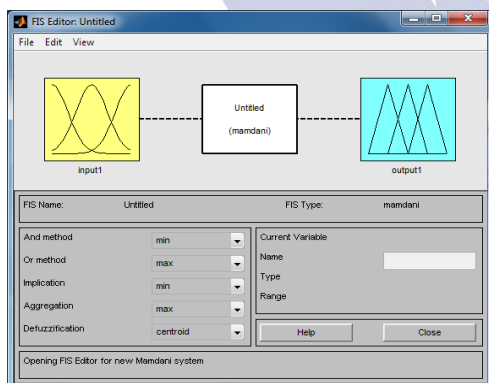 FIS Editor: Untitled
File Edit View
Untitled
(mamdani)
input1
output1
FIS Name: Untitled FIS Type: mamdani
And method min
Or method max
Implication min
Aggregation max
Defuzzification centroid
Current Variable
Name
Type
Range
Help Close
Opening FIS Editor for new Mamdani system